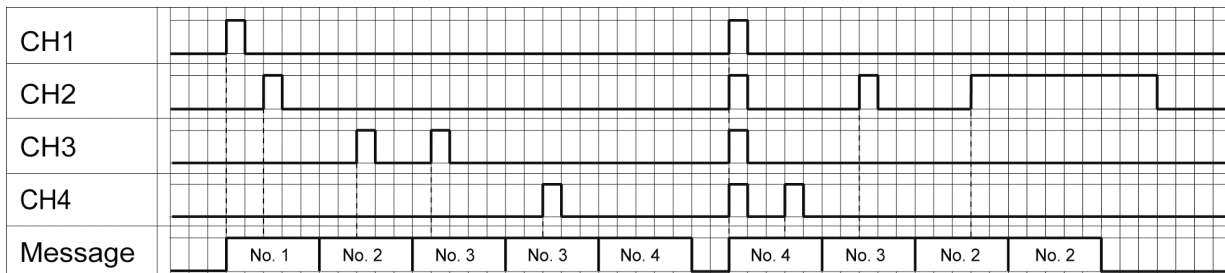 CH1
CH2
CH3
CH4
Message No. 1 No. 2 No. 3 No. 3 No. 4 No. 4 No. 3 No. 2 No. 2